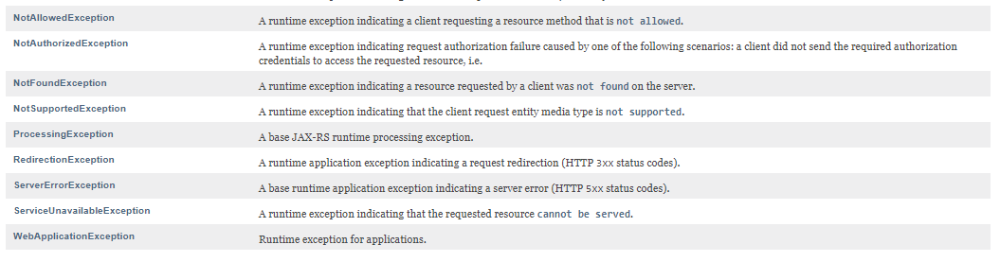 NotAllowedException A runtime exception indicating a client requesting a resource method that is not allowed.
NotAuthorizedException A runtime exception indicating request authorization failure caused by one of the following scenarios: a client did not send the required authorization
credentials to access the requested resource, i.e.
NotFoundException A runtime exception indicating a resource requested by a client was not found on the server.
NotSupportedException A runtime exception indicating that the client request entity media type is not supported.
ProcessingException A base JAX-RS runtime processing exception.
RedirectionException A runtime application exception indicating a request redirection (HTTP 3xx status codes).
ServerErrorException A base runtime application exception indicating a server error (HTTP 5xx status codes).
ServiceUnavailableException A runtime exception indicating that the requested resource cannot be served.
WebApplicationException Runtime exception for applications.